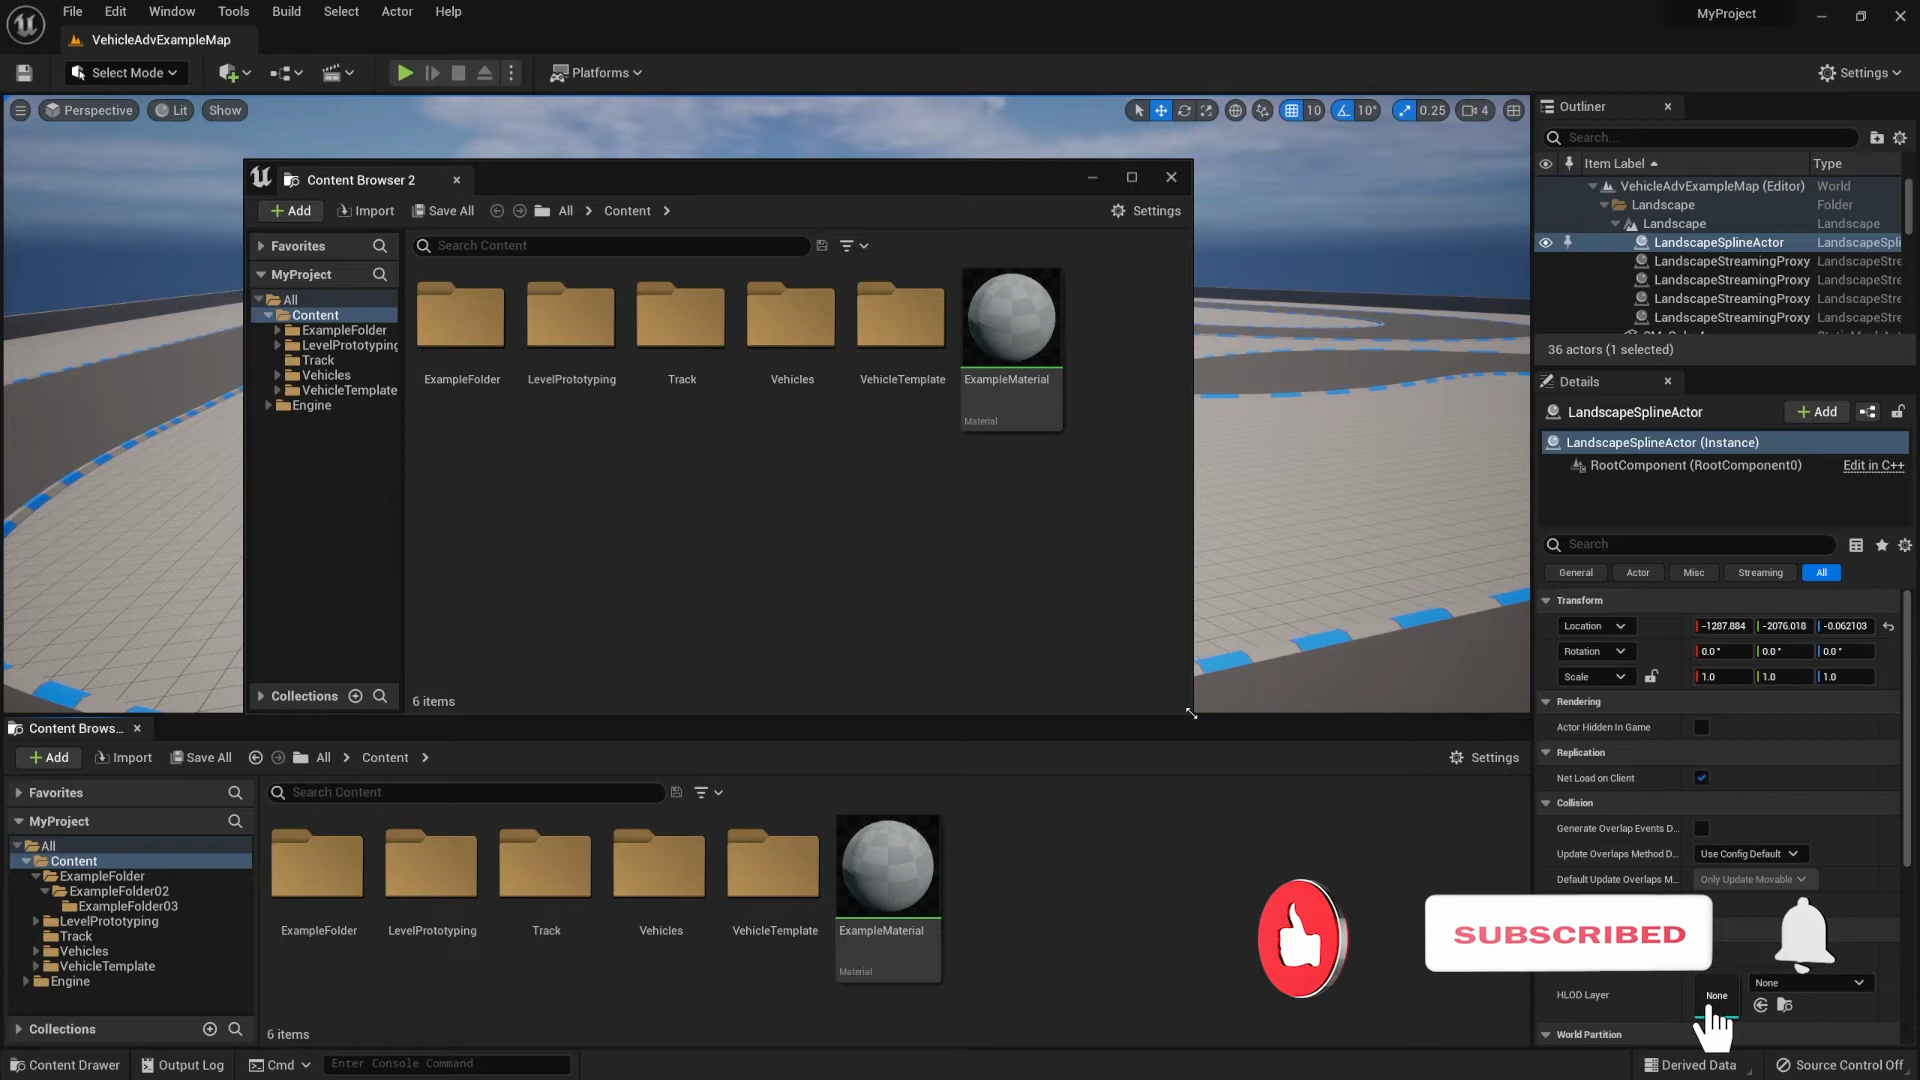 File Edit Window Tools Build Select Actor Help
MyProject
VehicleAdvExampleMap
Select Mode
Platforms
Settings
Perspective Lit Show
10 10° 0.25 4
Outliner
Search...
Item Label Type
VehicleAdvExampleMap (Editor) World
Landscape Folder
Landscape Landscape
LandscapeSplineActor LandscapeSpli
LandscapeStreamingProxy LandscapeStre
LandscapeStreamingProxy LandscapeStre
LandscapeStreamingProxy LandscapeStre
LandscapeStreamingProxy LandscapeStre
36 actors (1 selected)
Content Browser 2
Add Import Save All All Content Settings
Favorites
Search Content
MyProject
All
Content
ExampleFolder
LevelPrototyping
Track
Vehicles
VehicleTemplate
Engine
ExampleFolder LevelPrototyping Track Vehicles VehicleTemplate ExampleMaterial
Material
Collections
6 items
Details
LandscapeSplineActor Add
LandscapeSplineActor (Instance)
RootComponent (RootComponent0) Edit in C++
Search
General Actor Misc Streaming All
Transform
Location -1287.884 -2076.018 -0.062103
Rotation 0.0° 0.0° 0.0°
Scale 1.0 1.0 1.0
Rendering
Actor Hidden In Game
Replication
Net Load on Client
Collision
Generate Overlap Events D...
Update Overlaps Method D... Use Config Default
Default Update Overlaps M... Only Update Movable
HLOD Layer None None
World Partition
Content Brows...
Add Import Save All All Content Settings
Favorites
Search Content
MyProject
All
Content
ExampleFolder
ExampleFolder02
ExampleFolder03
LevelPrototyping
Track
Vehicles
VehicleTemplate
Engine
ExampleFolder LevelPrototyping Track Vehicles VehicleTemplate ExampleMaterial
Material
Collections
6 items
SUBSCRIBED
Content Drawer Output Log Cmd Enter Console Command
Derived Data Source Control Off